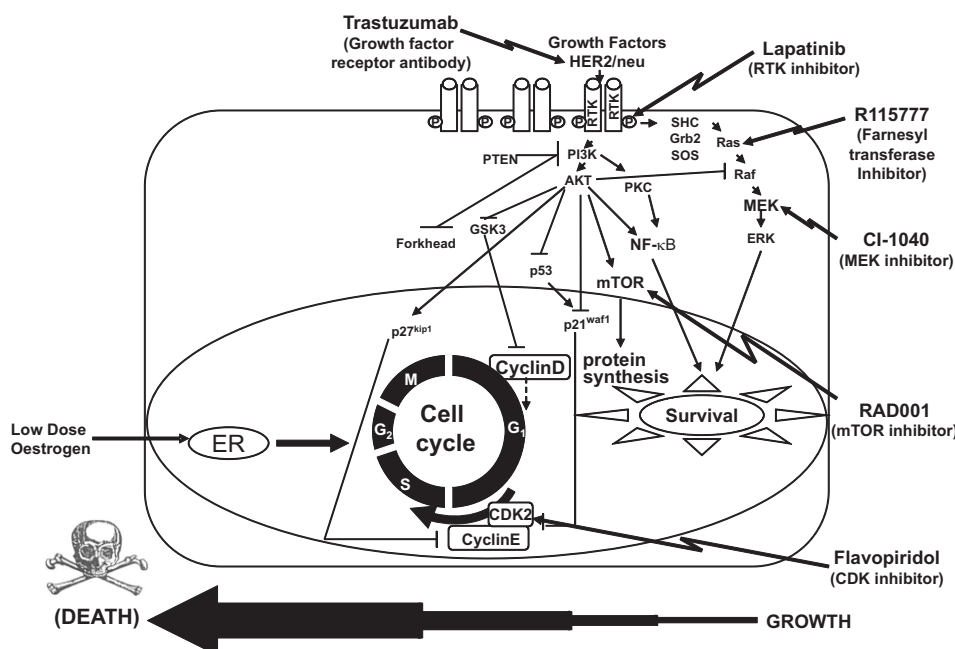 Trastuzumab
(Growth factor
receptor antibody)
Growth Factors
HER2/neu
Lapatinib
(RTK inhibitor)
RTK
RTK
P
P
P
P
P
P
SHC
Grb2
SOS
Ras
R115777
(Farnesyl
transferase
Inhibitor)
PTEN
PI3K
Raf
AKT
PKC
MEK
Forkhead
GSK3
NF-κB
ERK
CI-1040
(MEK inhibitor)
p53
mTOR
p27kip1
p21waf1
protein
synthesis
CyclinD
M
G2
G1
S
Cell
cycle
Survival
RAD001
(mTOR inhibitor)
Low Dose
Oestrogen
ER
CDK2
CyclinE
Flavopiridol
(CDK inhibitor)
(DEATH)
GROWTH